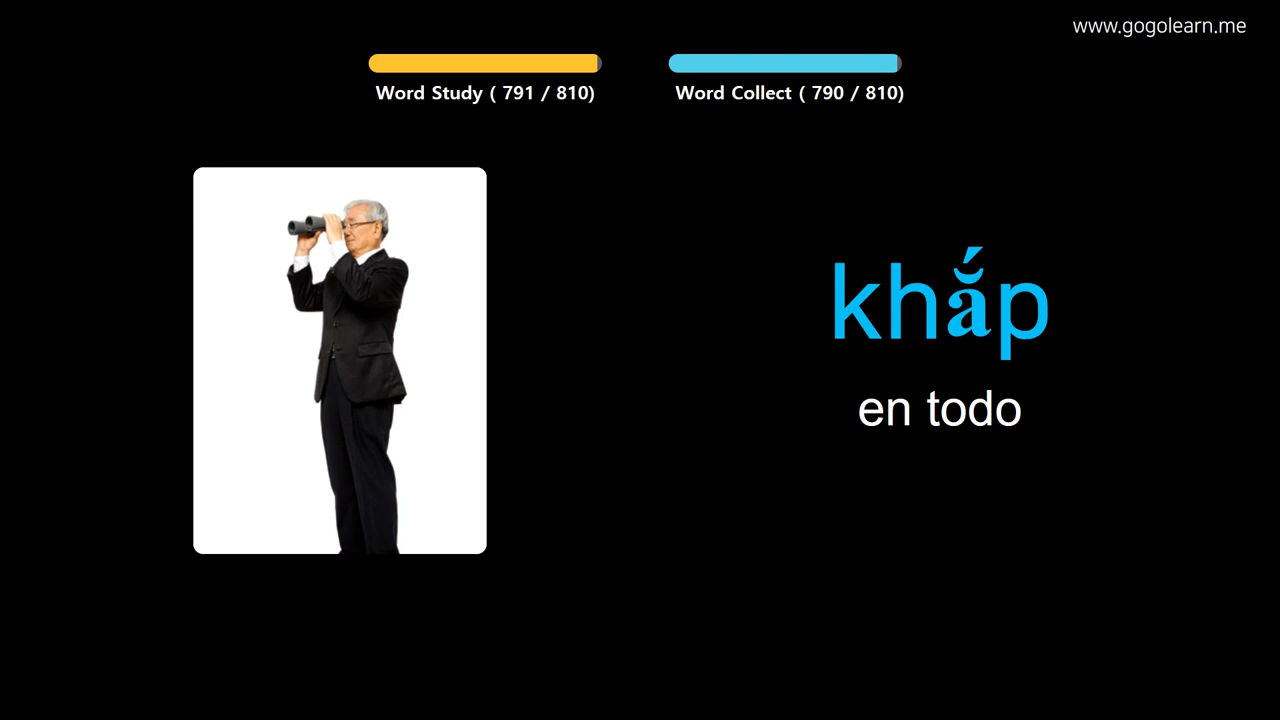 www.gogolearn.me
Word Study ( 791 / 810)
Word Collect ( 790 / 810)
khắp
en todo